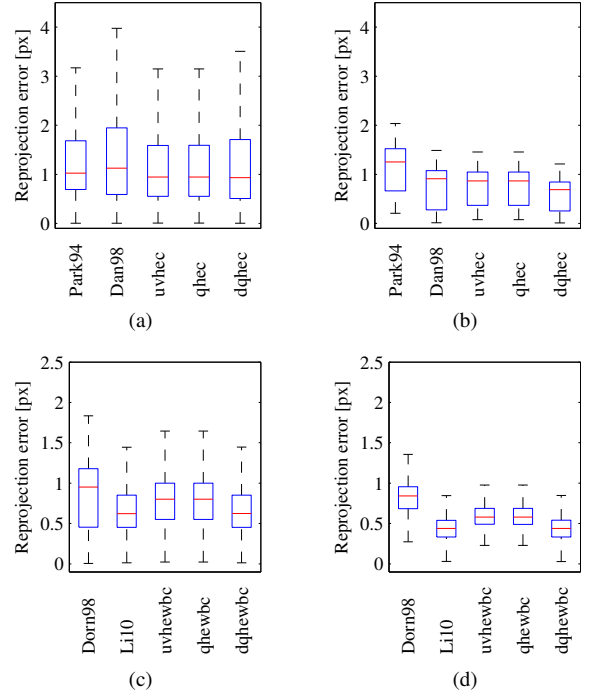 Reprojection error [px]
4
3
2
1
0
Park94
Dan98
uvhec
qhec
dqhec
(a)
Reprojection error [px]
4
3
2
1
0
Park94
Dan98
uvhec
qhec
dqhec
(b)
Reprojection error [px]
2.5
2
1.5
1
0.5
0
Dorn98
Li10
uvhewbc
qhewbc
dqhewbc
(c)
Reprojection error [px]
2.5
2
1.5
1
0.5
0
Dorn98
Li10
uvhewbc
qhewbc
dqhewbc
(d)